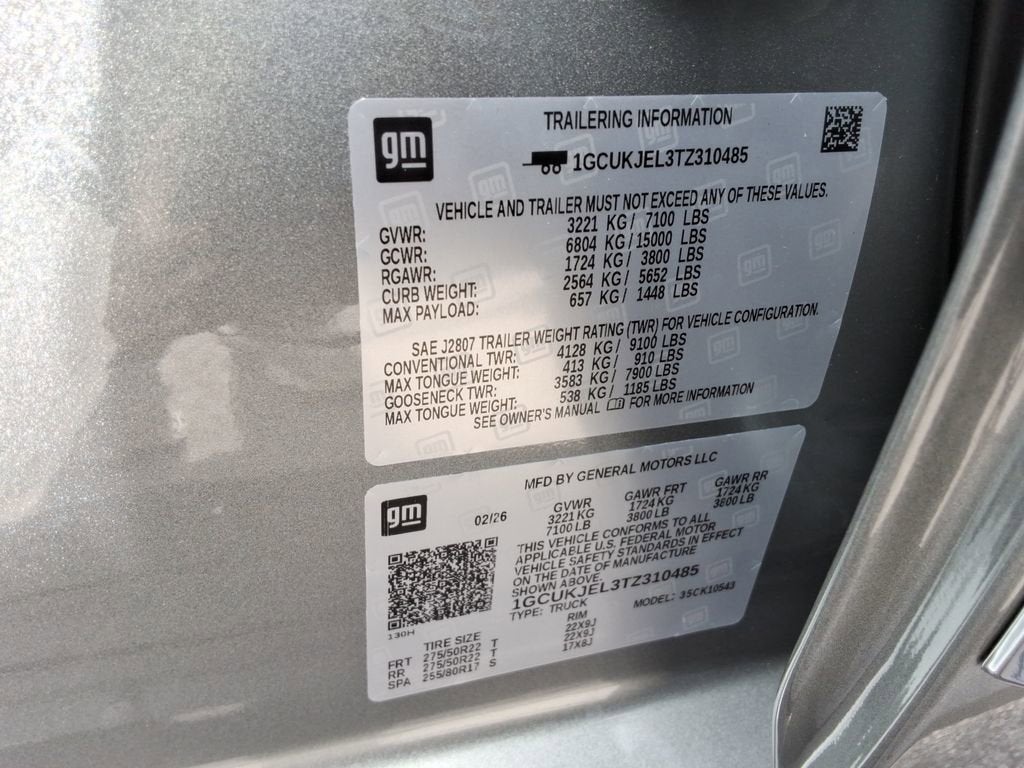 gm
TRAILERING INFORMATION
1GCUKJEL3TZ310485
VEHICLE AND TRAILER MUST NOT EXCEED ANY OF THESE VALUES.
GVWR: 3221 KG / 7100 LBS
GCWR: 6804 KG / 15000 LBS
RGAWR: 1724 KG / 3800 LBS
CURB WEIGHT: 2564 KG / 5652 LBS
MAX PAYLOAD: 657 KG / 1448 LBS
SAE J2807 TRAILER WEIGHT RATING (TWR) FOR VEHICLE CONFIGURATION.
CONVENTIONAL TWR: 4128 KG / 9100 LBS
MAX TONGUE WEIGHT: 413 KG / 910 LBS
GOOSENECK TWR: 3583 KG / 7900 LBS
MAX TONGUE WEIGHT: 538 KG / 1185 LBS
SEE OWNER'S MANUAL FOR MORE INFORMATION
gm
MFD BY GENERAL MOTORS LLC
02/26 GVWR GAWR FRT GAWR RR
3221 KG 1724 KG 1724 KG
7100 LB 3800 LB 3800 LB
THIS VEHICLE CONFORMS TO ALL
APPLICABLE U.S. FEDERAL MOTOR
VEHICLE SAFETY STANDARDS IN EFFECT
ON THE DATE OF MANUFACTURE
SHOWN ABOVE.
1GCUKJEL3TZ310485
TYPE: TRUCK MODEL: 35CK10543
130H
TIRE SIZE RIM
FRT 275/50R22 T 22X9J
RR 275/50R22 T 22X9J
SPA 255/80R17 S 17X8J